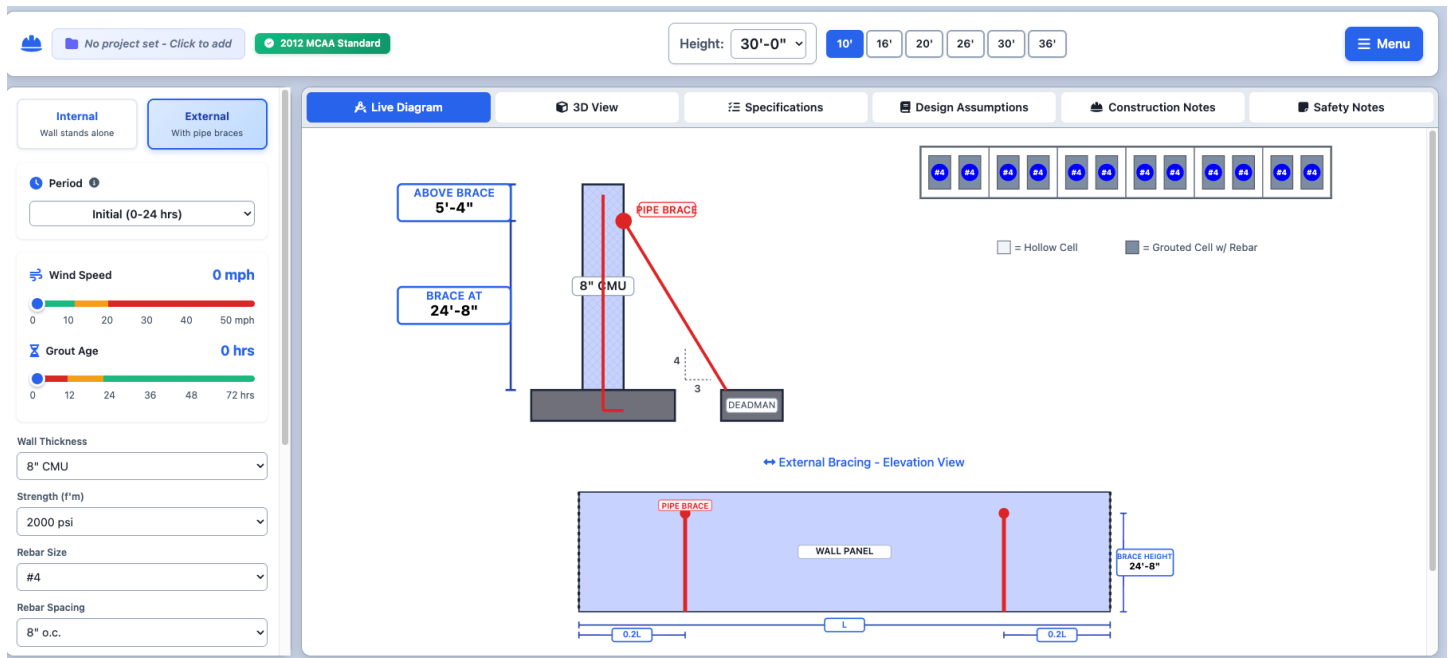 No project set - Click to add
2012 MCAA Standard
Height: 30'-0"
10' 16' 20' 26' 30' 36'
Menu
Internal
Wall stands alone
External
With pipe braces
Period
Initial (0-24 hrs)
Wind Speed 0 mph
0 10 20 30 40 50 mph
Grout Age 0 hrs
0 12 24 36 48 72 hrs
Wall Thickness
8" CMU
Strength (f'm)
2000 psi
Rebar Size
#4
Rebar Spacing
8" o.c.
Live Diagram
3D View
Specifications
Design Assumptions
Construction Notes
Safety Notes
ABOVE BRACE
5'-4"
BRACE AT
24'-8"
PIPE BRACE
8" CMU
4
3
DEADMAN
#4 #4 #4 #4 #4 #4 #4 #4 #4 #4 #4 #4
= Hollow Cell
= Grouted Cell w/ Rebar
External Bracing - Elevation View
PIPE BRACE
WALL PANEL
BRACE HEIGHT
24'-8"
L
0.2L
0.2L